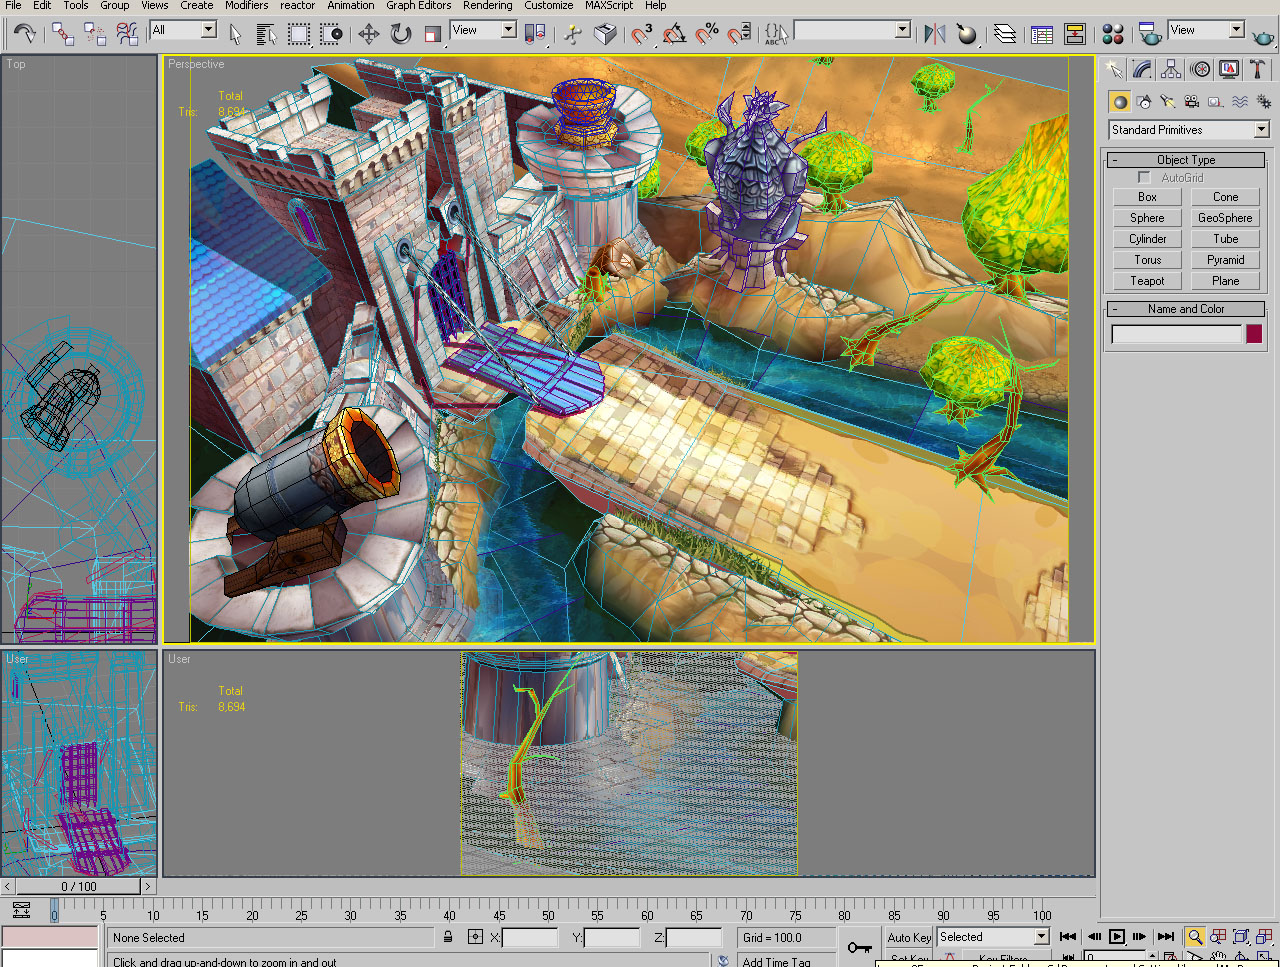 File Edit Tools Group Views Create Modifiers reactor Animation Graph Editors Rendering Customize MAXScript Help
All View 3 % ABC View
Top
Perspective
Total
Tris: 8,694
Standard Primitives
- Object Type
AutoGrid
Box Cone
Sphere GeoSphere
Cylinder Tube
Torus Pyramid
Teapot Plane
- Name and Color
User
User
Total
Tris: 8,694
< 0 / 100 >
0 5 10 15 20 25 30 35 40 45 50 55 60 65 70 75 80 85 90 95 100
None Selected X: Y: Z: Grid = 100.0 Auto Key Selected
Click and drag up-and-down to zoom in and out Add Time Tag Set Key Key Filters... 0